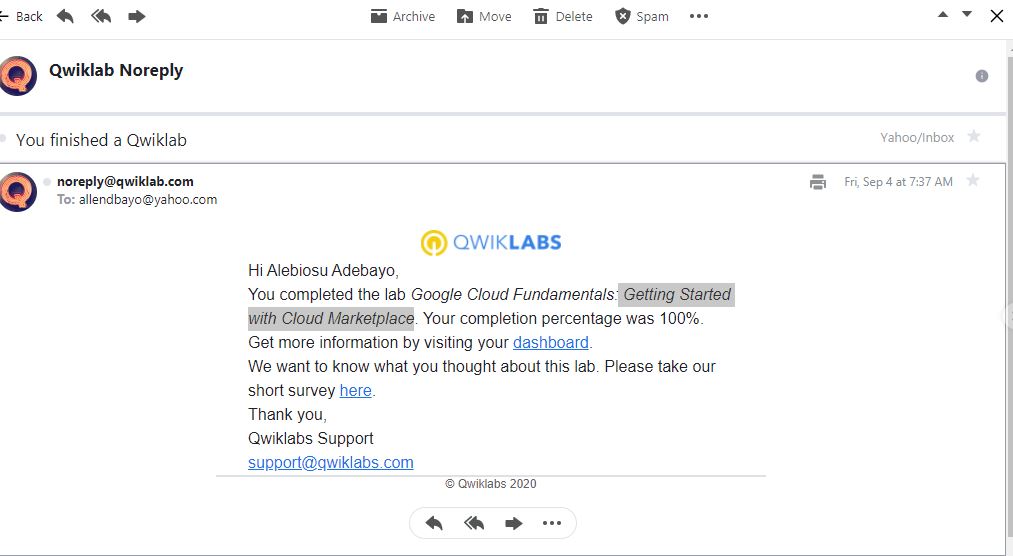 Back Archive Move Delete Spam
Qwiklab Noreply
You finished a Qwiklab Yahoo/Inbox
noreply@qwiklab.com Fri, Sep 4 at 7:37 AM
To: allendbayo@yahoo.com
QWIKLABS
Hi Alebiosu Adebayo,
You completed the lab Google Cloud Fundamentals: Getting Started
with Cloud Marketplace. Your completion percentage was 100%.
Get more information by visiting your dashboard.
We want to know what you thought about this lab. Please take our
short survey here.
Thank you,
Qwiklabs Support
support@qwiklabs.com
© Qwiklabs 2020